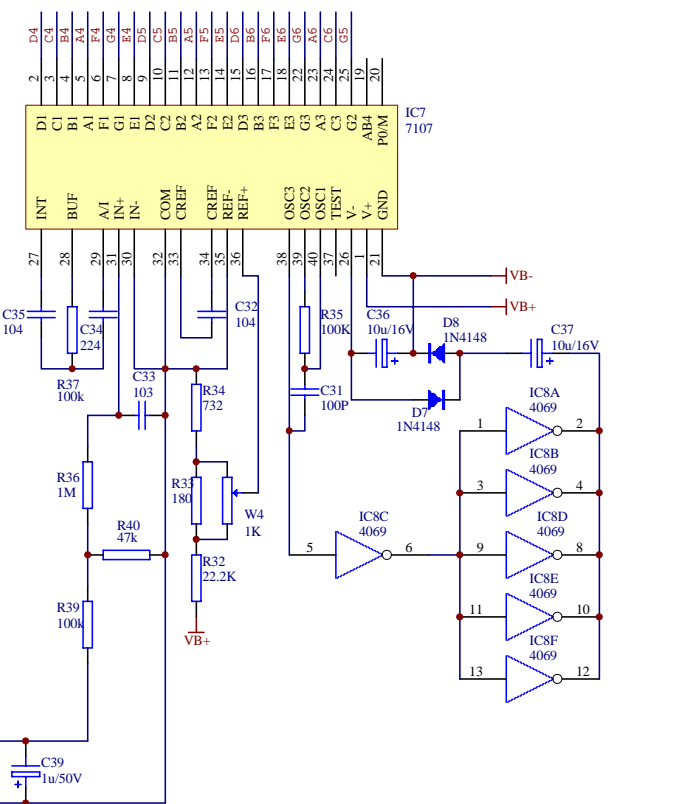 D4 C4 B4 A4 F4 G4 E4 D5 C5 B5 A5 F5 E5 D6 B6 F6 E6 G6 A6 C6 G5
2 3 4 5 6 7 8 9 10 11 12 13 14 15 16 17 18 22 23 24 25 19 20
D1 C1 B1 A1 F1 G1 E1 D2 C2 B2 A2 F2 E2 D3 B3 F3 E3 G3 A3 C3 G2 AB4 P0/M
IC7
7107
INT BUF A/I IN+ IN- COM CREF CREF REF- REF+ OSC3 OSC2 OSC1 TEST V- V+ GND
27 28 29 31 30 32 33 34 35 36 38 39 40 37 26 1 21
VB-
VB+
C35
104
C34
224
C32
104
R35
100K
C36
10u/16V
D8
1N4148
C37
10u/16V
R37
100k
C33
103
R34
732
C31
100P
D7
1N4148
IC8A
4069
1 2
IC8B
4069
3 4
R36
1M
R33
180
W4
1K
R40
47k
IC8C
4069
5 6
IC8D
4069
9 8
R32
22.2K
IC8E
4069
11 10
R39
100k
VB+
IC8F
4069
13 12
C39
1u/50V